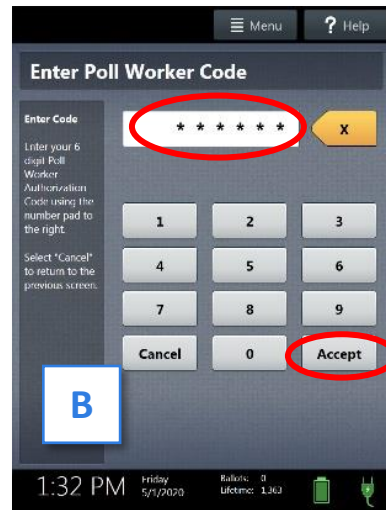 Menu
? Help
Enter Poll Worker Code
Enter Code
Enter your 6
digit Poll
Worker
Authorization
Code using the
number pad to
the right.
Select "Cancel"
to return to the
previous screen.
* * * * * *
X
1 2 3
4 5 6
7 8 9
Cancel 0 Accept
B
1:32 PM
Friday
5/1/2020
Ballots: 0
Lifetime: 1,363